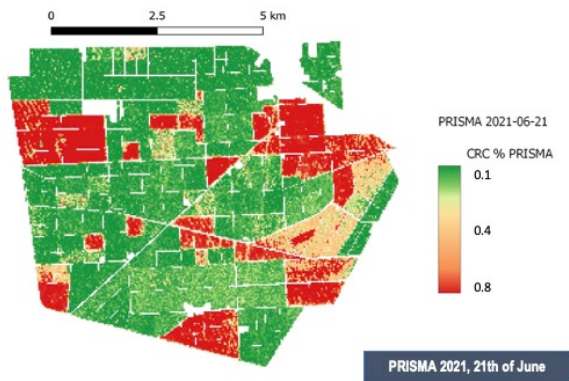 0 2.5 5 km
PRISMA 2021-06-21
CRC % PRISMA
0.1
0.4
0.8
PRISMA 2021, 21th of June